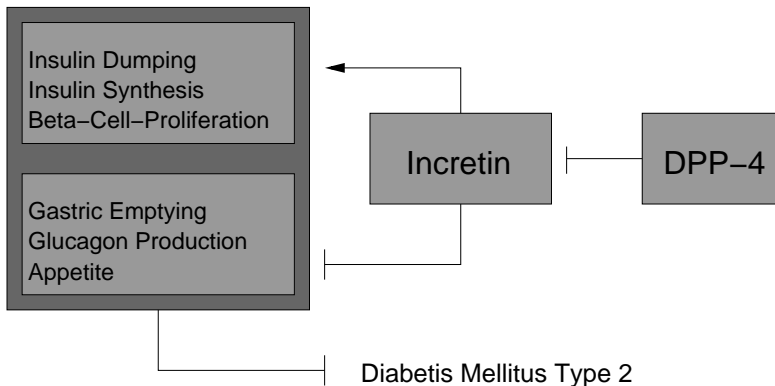 Insulin Dumping
Insulin Synthesis
Beta−Cell−Proliferation
Incretin
DPP−4
Gastric Emptying
Glucagon Production
Appetite
Diabetis Mellitus Type 2